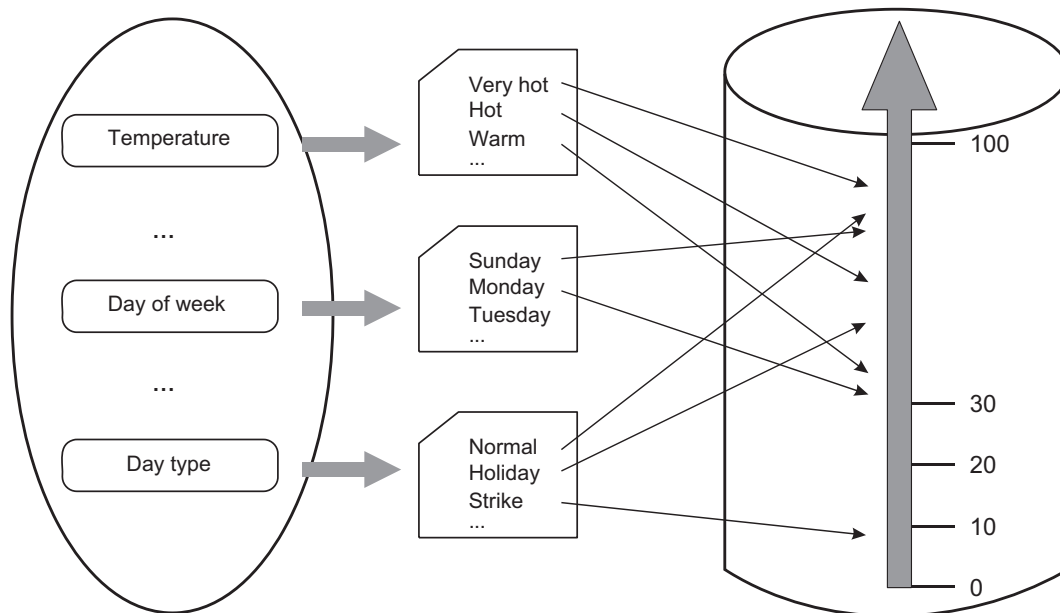 Temperature
...
Day of week
...
Day type
Very hot
Hot
Warm
...
Sunday
Monday
Tuesday
...
Normal
Holiday
Strike
...
100
30
20
10
0